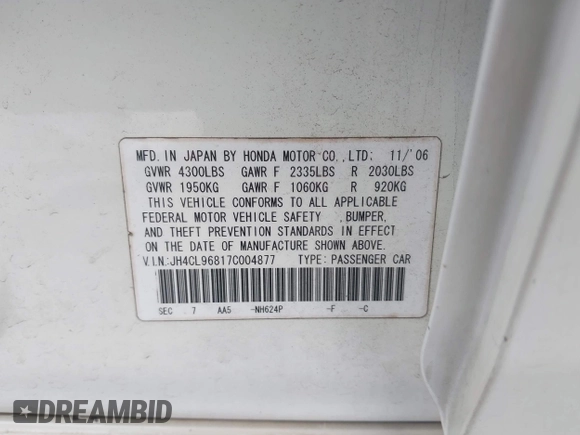 MFD. IN JAPAN BY HONDA MOTOR CO.,LTD: 11/'06
GVWR 4300LBS GAWR F 2335LBS R 2030LBS
GVWR 1950KG GAWR F 1060KG R 920KG
THIS VEHICLE CONFORMS TO ALL APPLICABLE
FEDERAL MOTOR VEHICLE SAFETY ,BUMPER,
AND THEFT PREVENTION STANDARDS IN EFFECT
ON THE DATE OF MANUFACTURE SHOWN ABOVE.
V.I.N:JH4CL96817C004877 TYPE: PASSENGER CAR
SEC 7 AA5 -NH624P -F -C
DREAMBID